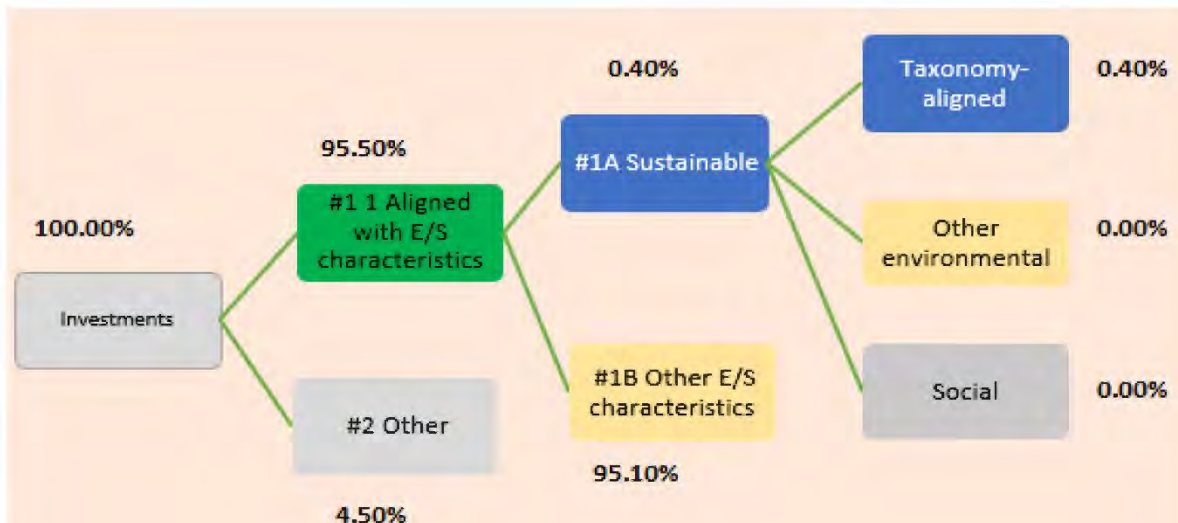 0.40%
Taxonomy-
aligned
0.40%
95.50%
#1A Sustainable
#1 1 Aligned
with E/S
characteristics
100.00%
Other
environmental
0.00%
Investments
#1B Other E/S
characteristics
Social
0.00%
#2 Other
95.10%
4.50%